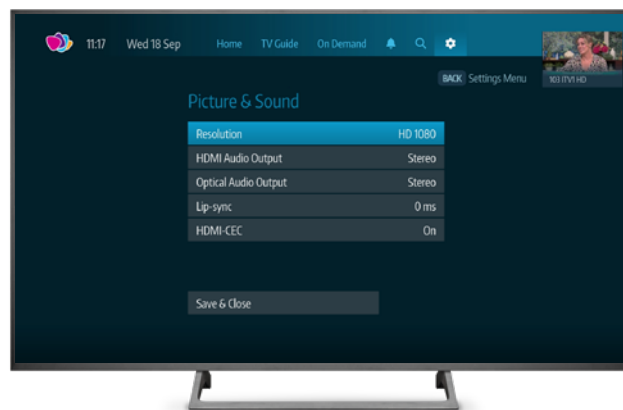 11:17 Wed 18 Sep Home TV Guide On Demand
BACK Settings Menu
103 ITV1 HD
Picture & Sound
Resolution HD 1080
HDMI Audio Output Stereo
Optical Audio Output Stereo
Lip-sync 0 ms
HDMI-CEC On
Save & Close